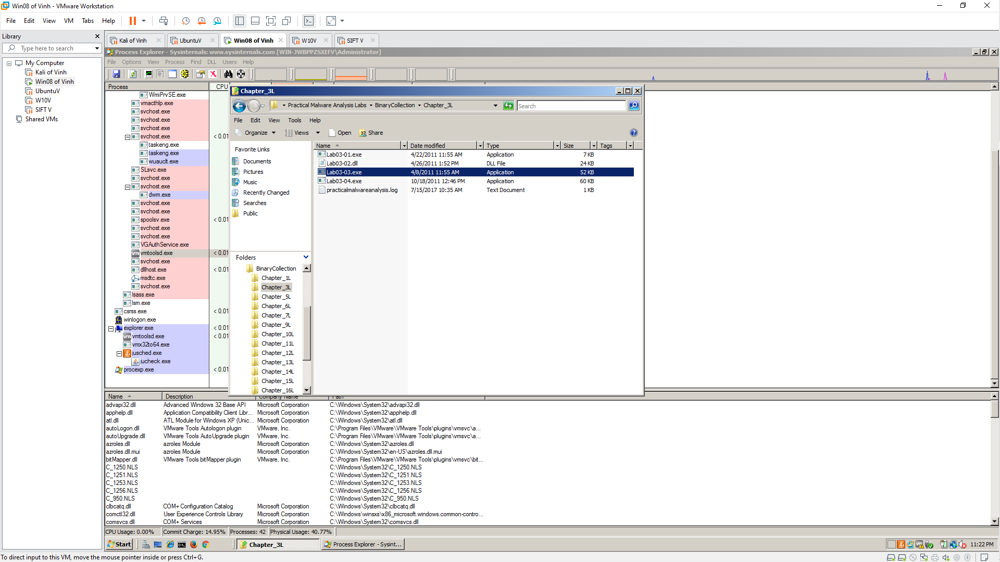 Win08 of Vinh - VMware Workstation
File Edit View VM Tabs Help
Library
Type here to search
My Computer
Kali of Vinh
Win08 of Vinh
UbuntuV
W10V
SIFT V
Shared VMs
Kali of Vinh UbuntuV Win08 of Vinh W10V SIFT V
Process Explorer - Sysinternals: www.sysinternals.com [WIN-JWBPPZSXEFV\Administrator]
File Options View Process Find DLL Users Help
Process CPU
WmiPrvSE.exe
vmacthlp.exe
svchost.exe
svchost.exe
svchost.exe
svchost.exe < 0.01
taskeng.exe
taskeng.exe
wuauclt.exe
SLsvc.exe
svchost.exe
svchost.exe
dwm.exe
svchost.exe
svchost.exe
spoolsv.exe < 0.01
svchost.exe
svchost.exe
VGAuthService.exe
vmtoolsd.exe < 0.01
svchost.exe
dllhost.exe < 0.01
msdtc.exe
svchost.exe
lsass.exe
lsm.exe
csrss.exe < 0.01
winlogon.exe
explorer.exe < 0.01
vmtoolsd.exe < 0.01
vmx32to64.exe
jusched.exe
jucheck.exe
procexp.exe < 0.01
Chapter_3L
Practical Malware Analysis Labs BinaryCollection Chapter_3L Search
File Edit View Tools Help
Organize Views Open Share
Favorite Links
Documents
Pictures
Music
Recently Changed
Searches
Public
Folders
BinaryCollection
Chapter_1L
Chapter_3L
Chapter_5L
Chapter_6L
Chapter_7L
Chapter_9L
Chapter_10L
Chapter_11L
Chapter_12L
Chapter_13L
Chapter_14L
Chapter_15L
Chapter_16L
Name Date modified Type Size Tags
Lab03-01.exe 4/22/2011 11:55 AM Application 7 KB
Lab03-02.dll 4/26/2011 1:52 PM DLL File 24 KB
Lab03-03.exe 4/8/2011 11:55 AM Application 52 KB
Lab03-04.exe 10/18/2011 12:46 PM Application 60 KB
practicalmalwareanalysis.log 7/15/2017 10:35 AM Text Document 1 KB
Name Description Company Name Path
advapi32.dll Advanced Windows 32 Base API Microsoft Corporation C:\Windows\System32\advapi32.dll
apphelp.dll Application Compatibility Client Libr... Microsoft Corporation C:\Windows\System32\apphelp.dll
atl.dll ATL Module for Windows XP (Unic... Microsoft Corporation C:\Windows\System32\atl.dll
autoLogon.dll VMware Tools Autologon plugin VMware, Inc. C:\Program Files\VMware\VMware Tools\plugins\vmsvc\a...
autoUpgrade.dll VMware Tools AutoUpgrade plugin VMware, Inc. C:\Program Files\VMware\VMware Tools\plugins\vmsvc\a...
azroles.dll azroles Module Microsoft Corporation C:\Windows\System32\azroles.dll
azroles.dll.mui azroles Module Microsoft Corporation C:\Windows\System32\en-US\azroles.dll.mui
bitMapper.dll VMware Tools bitMapper plugin VMware, Inc. C:\Program Files\VMware\VMware Tools\plugins\vmsvc\bit...
C_1250.NLS C:\Windows\System32\C_1250.NLS
C_1251.NLS C:\Windows\System32\C_1251.NLS
C_1253.NLS C:\Windows\System32\C_1253.NLS
C_1256.NLS C:\Windows\System32\C_1256.NLS
C_950.NLS C:\Windows\System32\C_950.NLS
clbcatq.dll COM+ Configuration Catalog Microsoft Corporation C:\Windows\System32\clbcatq.dll
comctl32.dll User Experience Controls Library Microsoft Corporation C:\Windows\winsxs\x86_microsoft.windows.common-contro...
comsvcs.dll COM+ Services Microsoft Corporation C:\Windows\System32\comsvcs.dll
CPU Usage: 0.00% Commit Charge: 14.95% Processes: 42 Physical Usage: 40.77%
Start Chapter_3L Process Explorer - Sysint... 11:22 PM
To direct input to this VM, move the mouse pointer inside or press Ctrl+G.